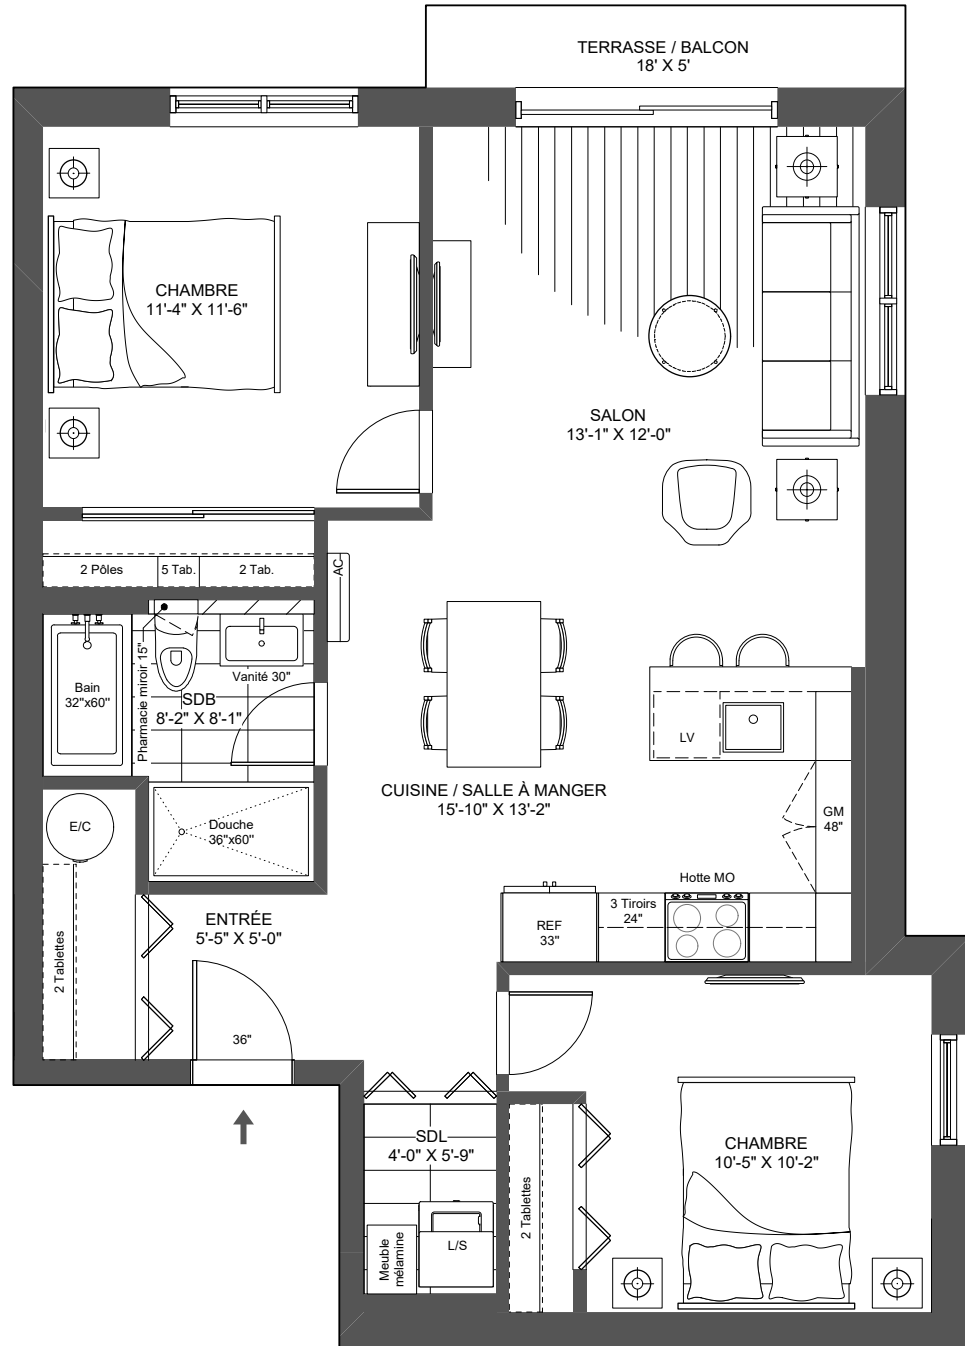 TERRASSE / BALCON
18' X 5'
CHAMBRE
11'-4" X 11'-6"
SALON
13'-1" X 12'-0"
2 Pôles
5 Tab.
2 Tab.
AC
Bain
32"x60"
Pharmacie miroir 15"
Vanité 30"
SDB
8'-2" X 8'-1"
LV
CUISINE / SALLE À MANGER
15'-10" X 13'-2"
GM
48"
E/C
Douche
36"x60"
Hotte MO
3 Tiroirs
24"
REF
33"
ENTRÉE
5'-5" X 5'-0"
2 Tablettes
36"
SDL
4'-0" X 5'-9"
CHAMBRE
10'-5" X 10'-2"
2 Tablettes
L/S
Meuble
mélamine